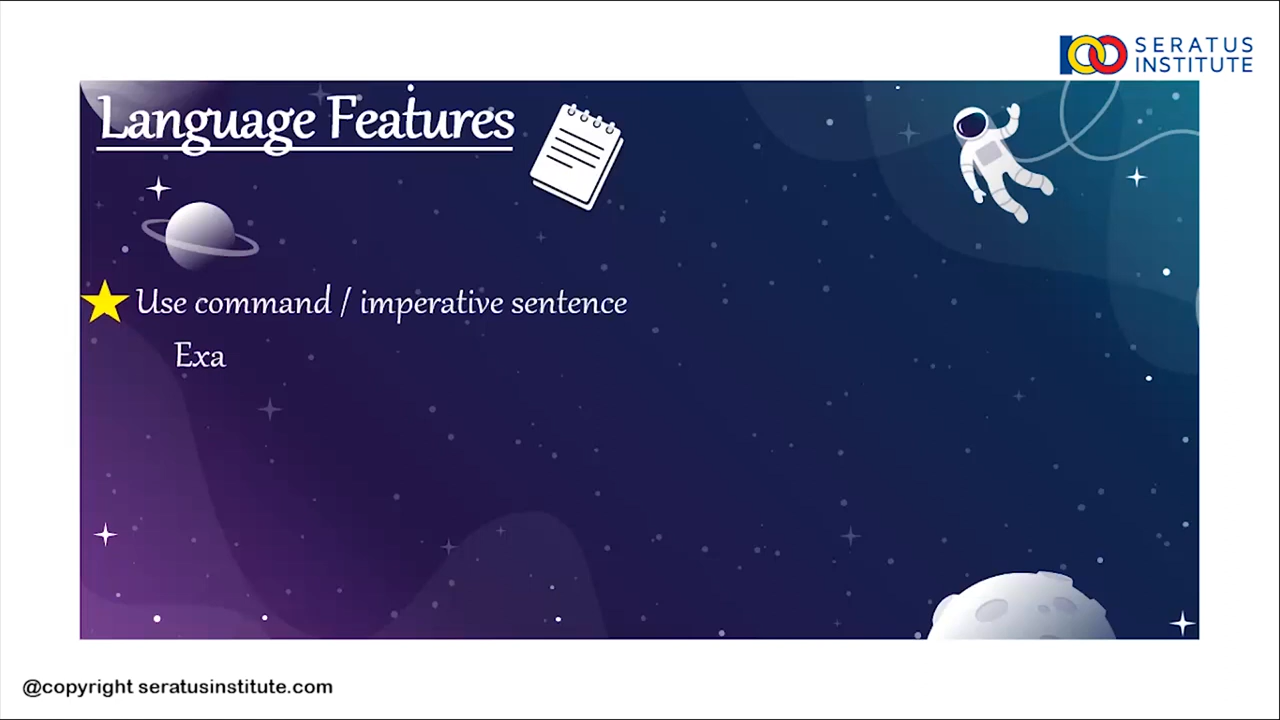 SERATUS
INSTITUTE
Language Features
Use command / imperative sentence
Exa
@copyright seratusinstitute.com